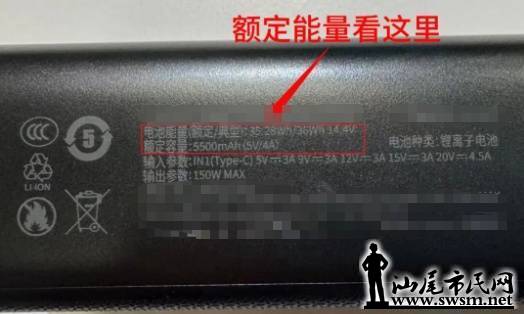 额定能量看这里
电池能量(额定/典型): 35.28Wh/36Wh 14.4V
额定容量: 5500mAh (5V/4A)
电池种类: 锂离子电池
输入参数: IN1(Type-C) 5V⎓3A 9V⎓3A 12V⎓3A 15V⎓3A 20V⎓4.5A
输出参数: 150W MAX
CCC
5
LI-ION
汕尾市民网
www.swsm.net